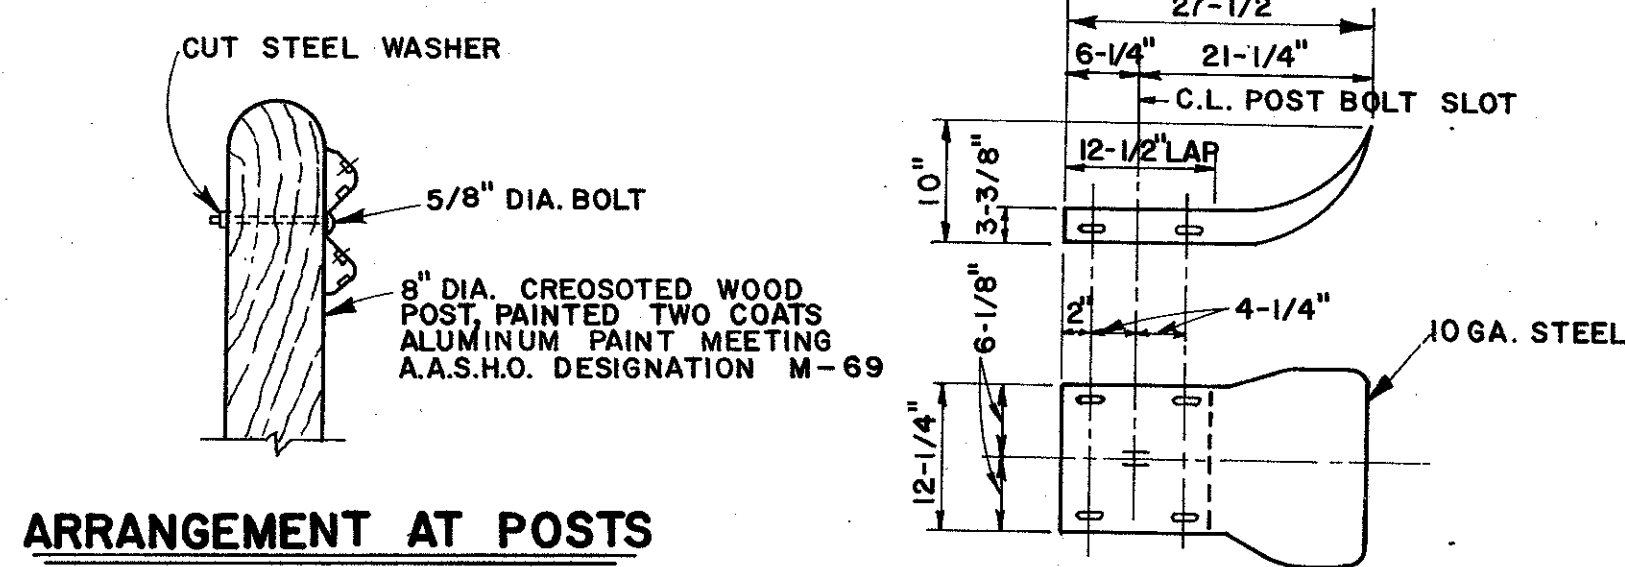 CUT STEEL WASHER
5/8" DIA. BOLT
8" DIA. CREOSOTED WOOD
POST, PAINTED TWO COATS
ALUMINUM PAINT MEETING
A.A.S.H.O. DESIGNATION M-69
ARRANGEMENT AT POSTS
27-1/2
6-1/4" 21-1/4"
C.L. POST BOLT SLOT
12-1/2" LAP
10"
3-3/8"
6-1/8"
2"
4-1/4"
10 GA. STEEL
12-1/4"